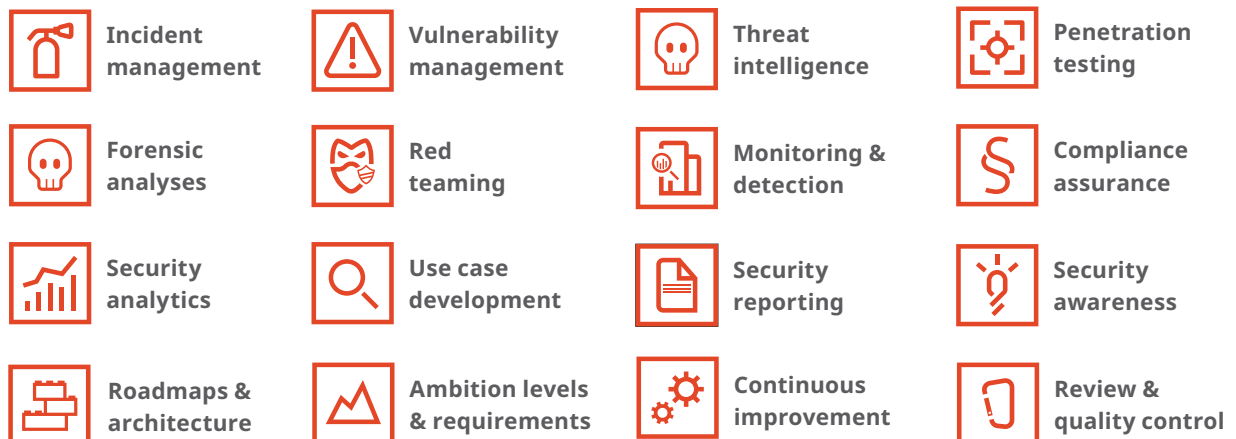 Incident
management
Vulnerability
management
Threat
intelligence
Penetration
testing
Forensic
analyses
Red
teaming
Monitoring &
detection
Compliance
assurance
Security
analytics
Use case
development
Security
reporting
Security
awareness
Roadmaps &
architecture
Ambition levels
& requirements
Continuous
improvement
Review &
quality control